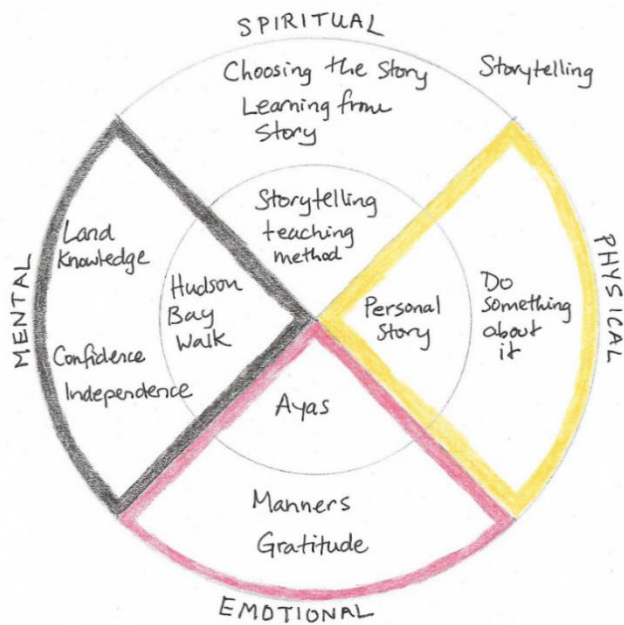 SPIRITUAL
Storytelling
Choosing the Story
Learning from
Story
Storytelling
teaching
method
MENTAL
Land
Knowledge
Hudson
Bay
Walk
Confidence
Independence
Personal
Story
Do
something
about
it
PHYSICAL
Ayas
Manners
Gratitude
EMOTIONAL